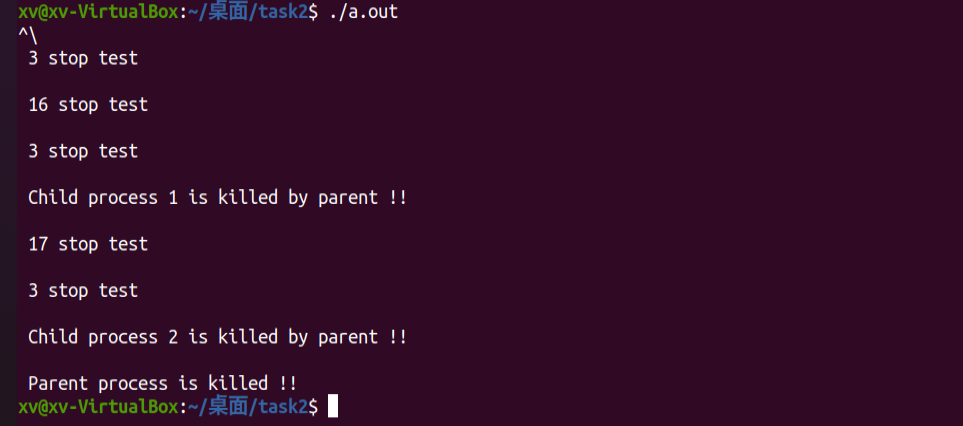 xv@xv-VirtualBox:~/桌面/task2$ ./a.out
^\
3 stop test
16 stop test
3 stop test
Child process 1 is killed by parent !!
17 stop test
3 stop test
Child process 2 is killed by parent !!
Parent process is killed !!
xv@xv-VirtualBox:~/桌面/task2$